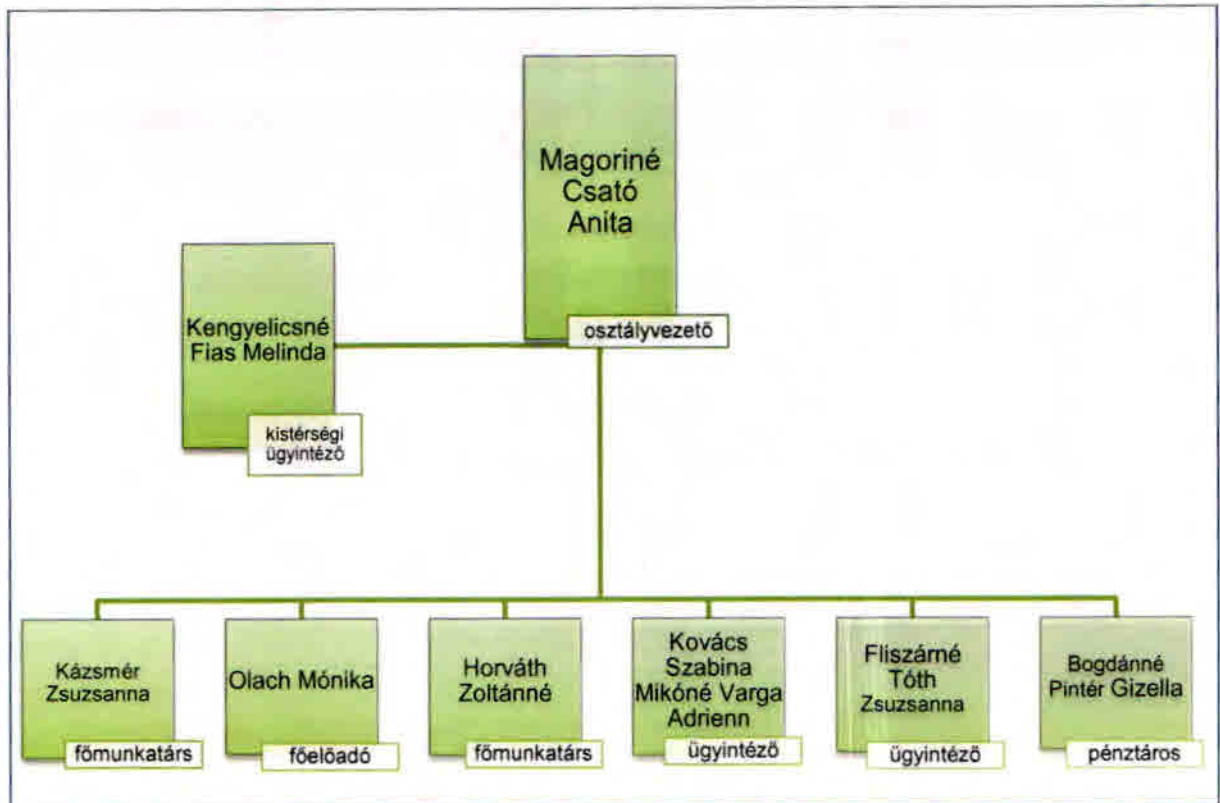 Magoriné
Csató
Anita
osztályvezető
Kengyelicsné
Fias Melinda
kistérségi
ügyintéző
Kázsmér
Zsuzsanna
főmunkatárs
Olach Mónika
főelőadó
Horváth
Zoltánné
főmunkatárs
Kovács
Szabina
Mikóné Varga
Adrienn
ügyintéző
Fliszárné
Tóth
Zsuzsanna
ügyintéző
Bogdánné
Pintér Gizella
pénztáros